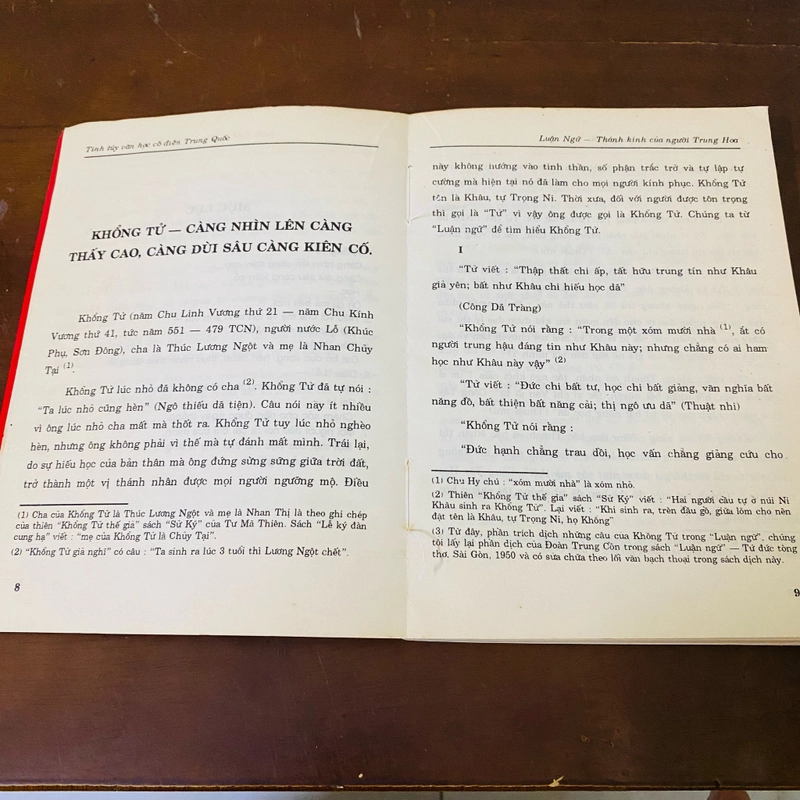 Tinh túy văn học cổ điển Trung Quốc
KHỔNG TỬ — CÀNG NHÌN LÊN CÀNG
THẤY CAO, CÀNG DÙI SÂU CÀNG KIÊN CỐ.
Khổng Tử (năm Chu Linh Vương thứ 21 — năm Chu Kính
Vương thứ 41, tức năm 551 — 479 TCN), người nước Lỗ (Khúc
Phụ, Sơn Đông), cha là Thúc Lương Ngột và mẹ là Nhan Chủy
Tại (1).
Khổng Tử lúc nhỏ đã không có cha (2). Khổng Tử đã tự nói :
"Ta lúc nhỏ cũng hèn" (Ngô thiếu dã tiện). Câu nói này ít nhiều
vì ông lúc nhỏ cha mất mà thốt ra. Khổng Tử tuy lúc nhỏ nghèo
hèn, nhưng ông không phải vì thế mà tự đánh mất mình. Trái lại,
do sự hiếu học của bản thân mà ông đứng sừng sững giữa trời đất,
trở thành một vị thánh nhân được mọi người ngưỡng mộ. Điều
(1) Cha của Khổng Tử là Thúc Lương Ngột và mẹ là Nhan Thị là theo ghi chép
của thiên "Khổng Tử thế gia" sách "Sử Ký" của Tư Mã Thiên. Sách "Lễ ký đàn
cung hạ" viết : "mẹ của Khổng Tử là Chủy Tại".
(2) "Khổng Tử giả nghĩ" có câu : "Ta sinh ra lúc 3 tuổi thì Lương Ngột chết".
8
Luận Ngữ — Thánh kinh của người Trung Hoa
này không hướng vào tinh thần, số phận trắc trở và tự lập tự
cường mà hiện tại nó đã làm cho mọi người kính phục. Khổng Tử
tên là Khâu, tự Trọng Ni. Thời xưa, đối với người được tôn trọng
thì gọi là "Tử" vì vậy ông được gọi là Khổng Tử. Chúng ta từ
"Luận ngữ" để tìm hiểu Khổng Tử.
I
"Tử viết : "Thập thất chi ấp, tất hữu trung tín như Khâu
giả yên; bất như Khâu chi hiếu học dã"
(Công Dã Tràng)
"Khổng Tử nói rằng : "Trong một xóm mười nhà (1), ắt có
người trung hậu đáng tin như Khâu này; nhưng chẳng có ai ham
học như Khâu này vậy" (2)
"Tử viết : "Đức chi bất tư, học chi bất giảng, văn nghĩa bất
năng đồ, bất thiện bất năng cải; thị ngô ưu dã" (Thuật nhi)
"Khổng Tử nói rằng :
"Đức hạnh chẳng trau dồi, học vấn chẳng giảng cứu cho
(1) Chu Hy chú : "xóm mười nhà" là xóm nhỏ.
(2) Thiên "Khổng Tử thế gia" sách "Sử Ký" viết : "Hai người cầu tự ở núi Ni
Khâu sinh ra Khổng Tử". Lại viết : "Khi sinh ra, trên đầu gồ, giữa lõm cho nên
đặt tên là Khâu, tự Trọng Ni, họ Không"
(3) Từ đây, phần trích dịch những câu của Khổng Tử trong "Luận ngữ", chúng
tôi lấy lại phần dịch của Đoàn Trung Còn trong sách "Luận ngữ" — Tứ đức tòng
thơ, Sài Gòn, 1950 và có sửa chữa theo lối văn bạch thoại trong sách dịch này.
9